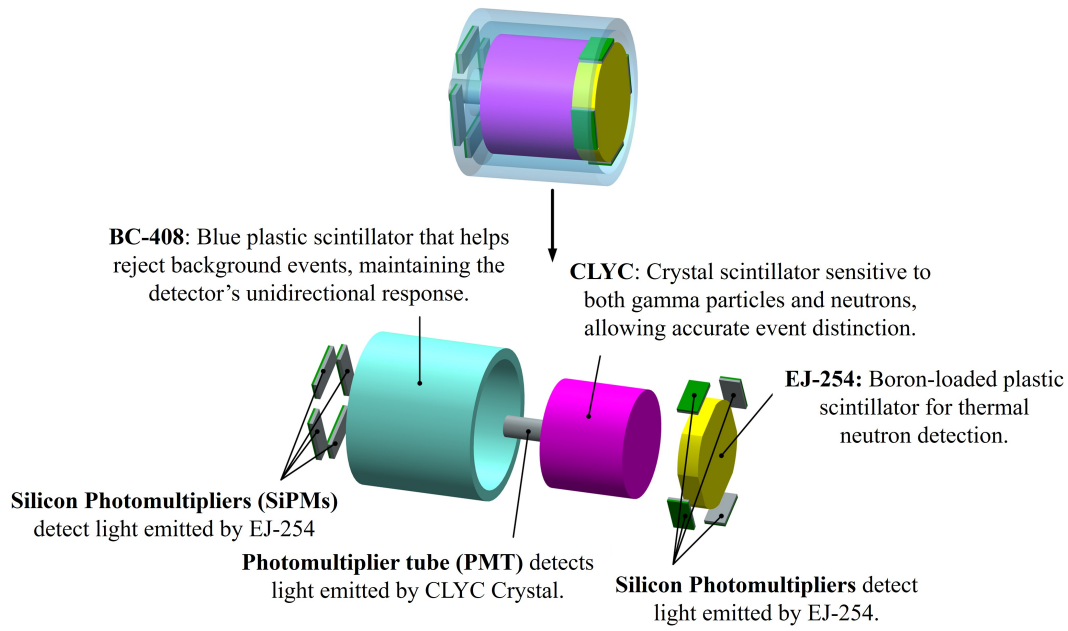 BC-408: Blue plastic scintillator that helps
reject background events, maintaining the
detector's unidirectional response.
CLYC: Crystal scintillator sensitive to
both gamma particles and neutrons,
allowing accurate event distinction.
EJ-254: Boron-loaded plastic
scintillator for thermal
neutron detection.
Silicon Photomultipliers (SiPMs)
detect light emitted by EJ-254
Photomultiplier tube (PMT) detects
light emitted by CLYC Crystal.
Silicon Photomultipliers detect
light emitted by EJ-254.